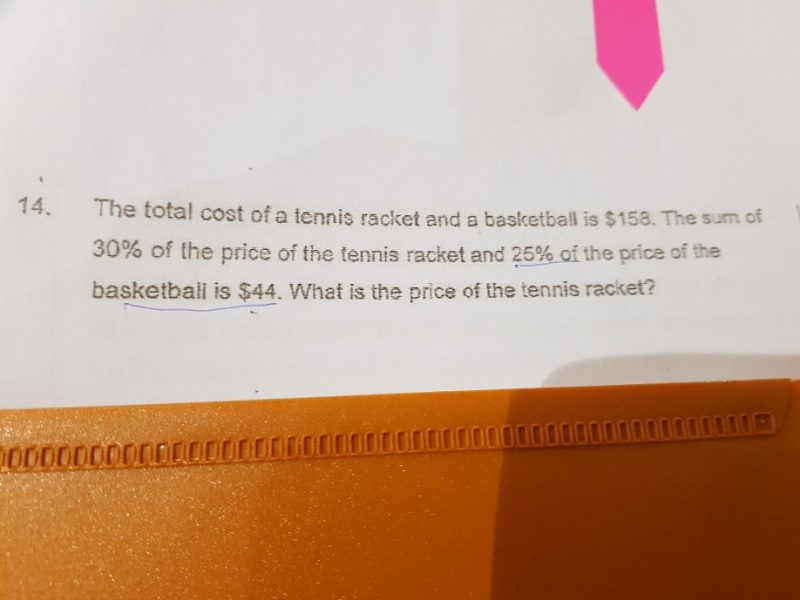 14. The total cost of a tennis racket and a basketball is $158. The sum of
30% of the price of the tennis racket and 25% of the price of the
basketball is $44. What is the price of the tennis racket?